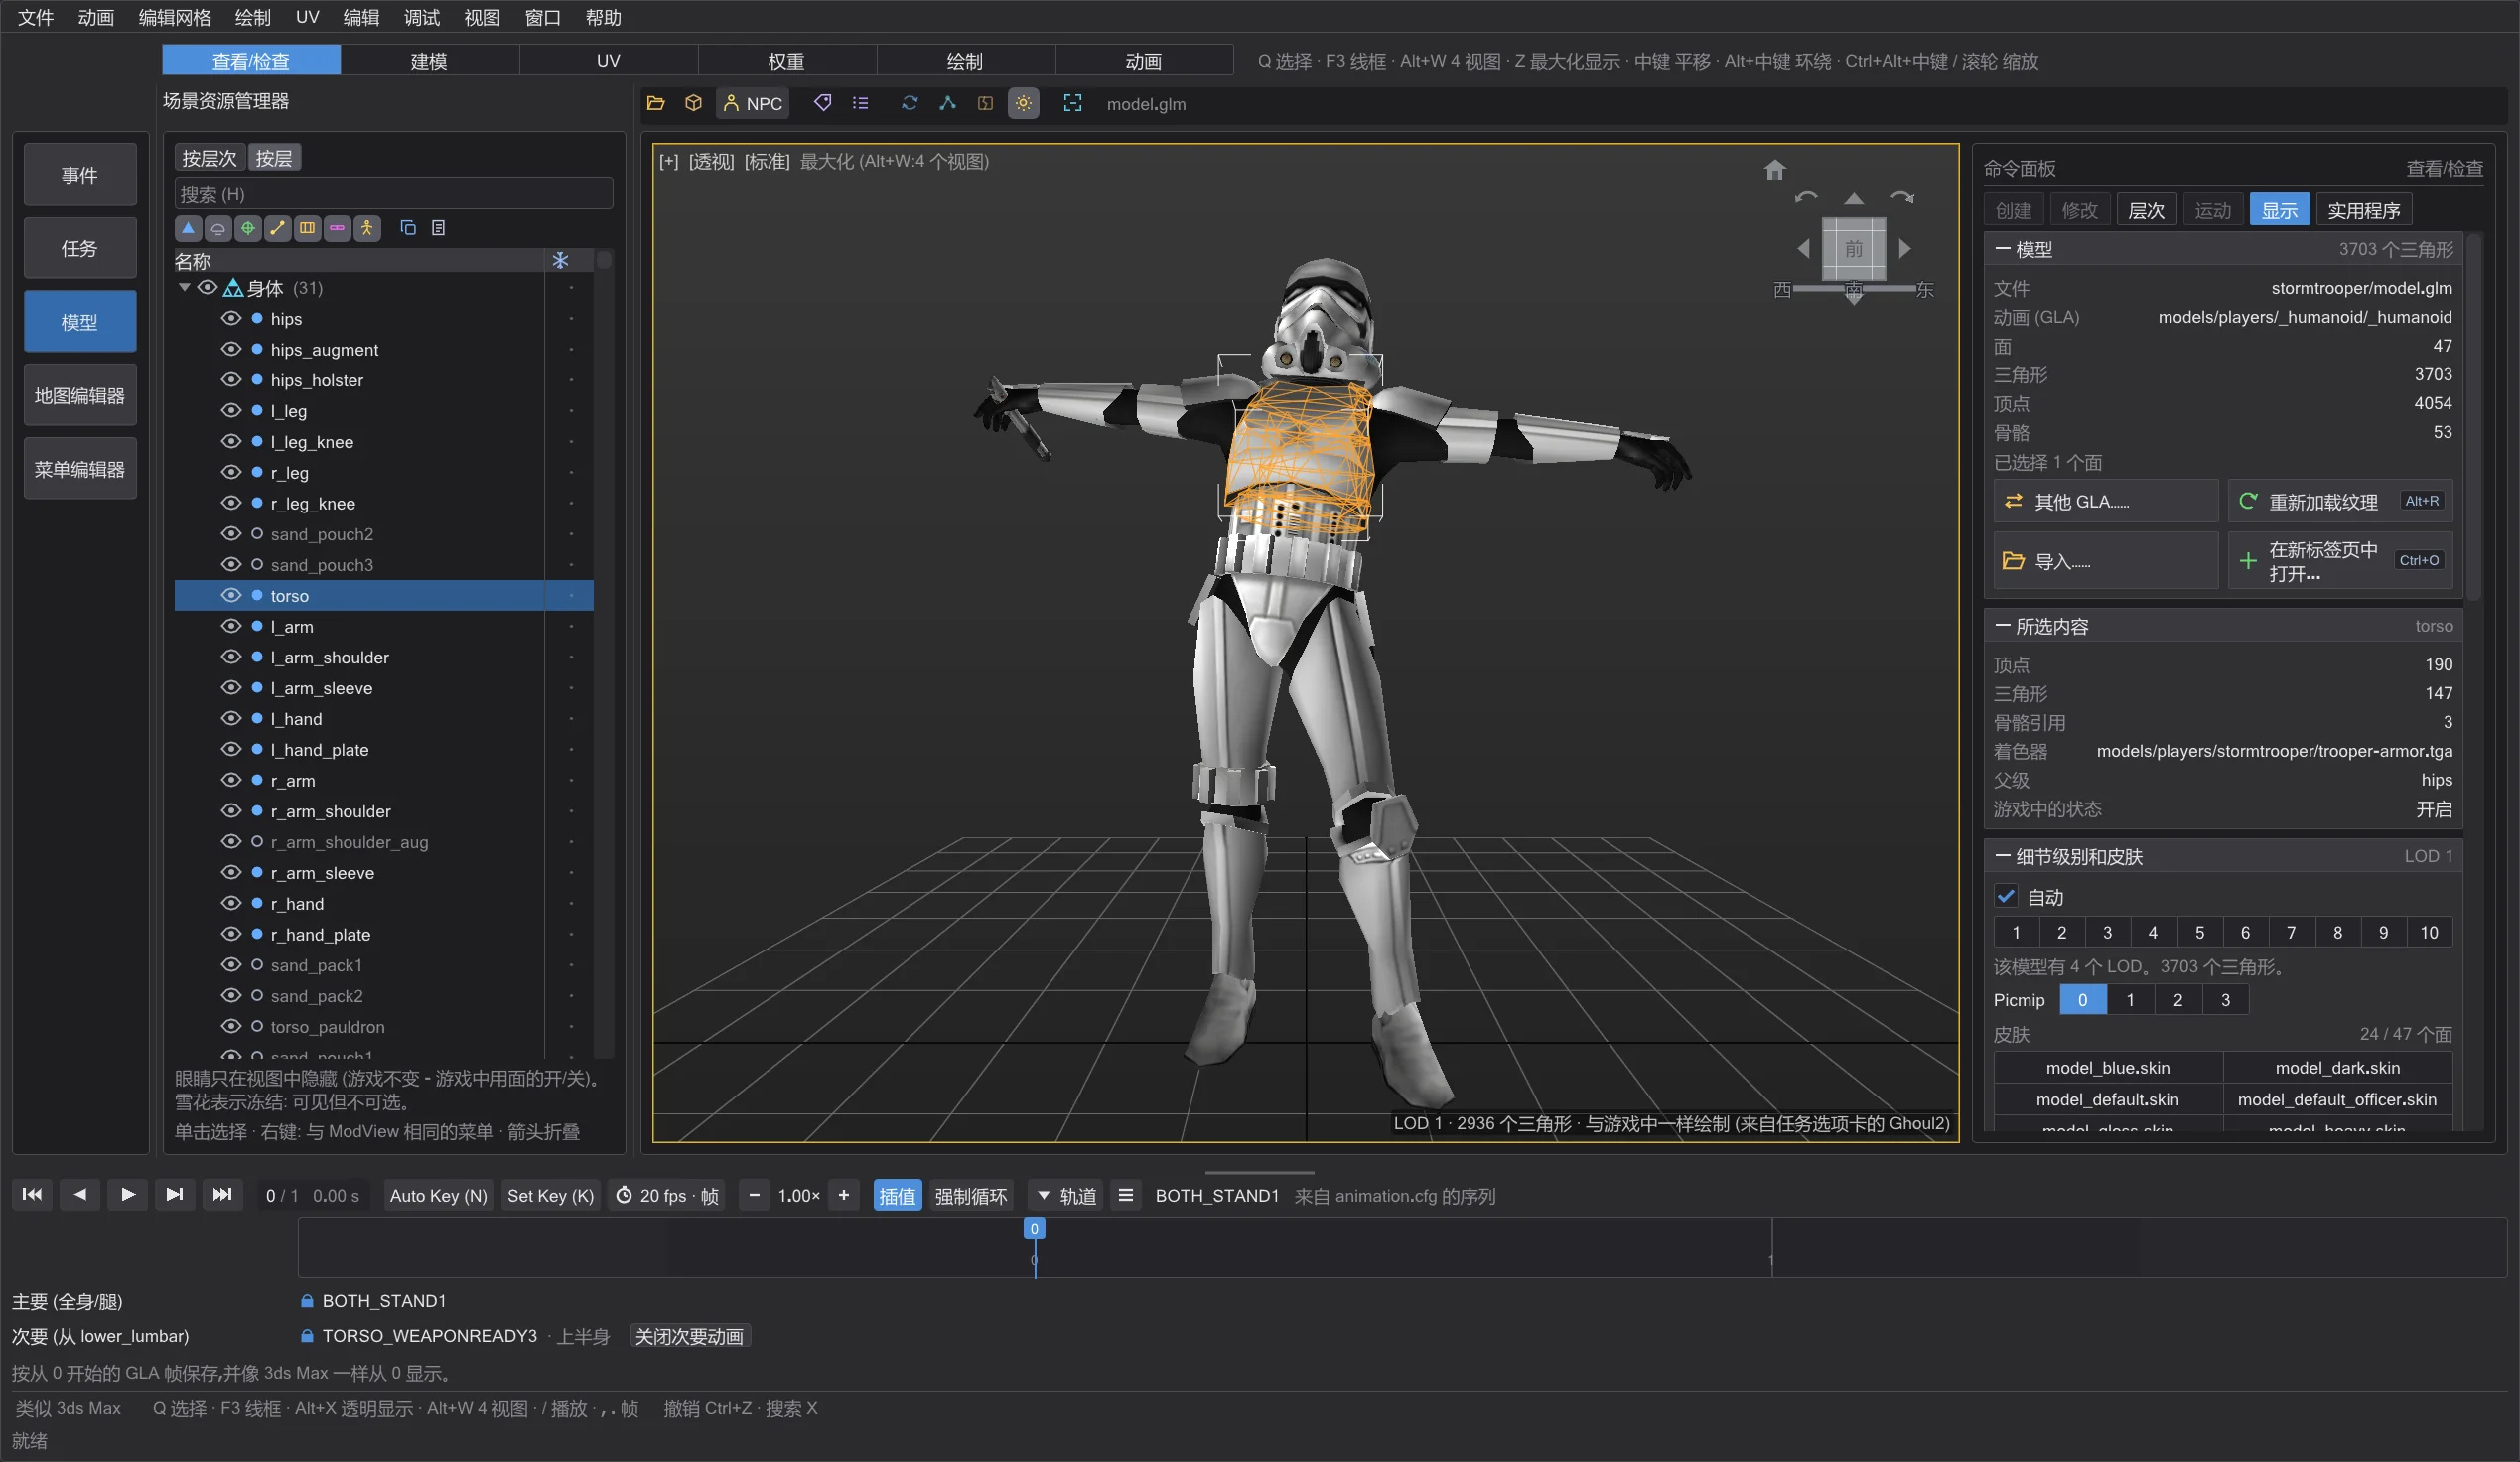 文件 动画 编辑网格 绘制 UV 编辑 调试 视图 窗口 帮助
查看/检查 建模 UV 权重 绘制 动画 Q 选择 · F3 线框 · Alt+W 4 视图 · Z 最大化显示 · 中键 平移 · Alt+中键 环绕 · Ctrl+Alt+中键 / 滚轮 缩放
场景资源管理器
NPC model.glm
事件
任务
模型
地图编辑器
菜单编辑器
按层次 按层
搜索 (H)
名称
身体 (31)
hips
hips_augment
hips_holster
l_leg
l_leg_knee
r_leg
r_leg_knee
sand_pouch2
sand_pouch3
torso
l_arm
l_arm_shoulder
l_arm_sleeve
l_hand
l_hand_plate
r_arm
r_arm_shoulder
r_arm_shoulder_aug
r_arm_sleeve
r_hand
r_hand_plate
sand_pack1
sand_pack2
torso_pauldron
sand_pouch1
眼睛只在视图中隐藏 (游戏不变 - 游戏中用面的开/关)。
雪花表示冻结: 可见但不可选。
单击选择 · 右键: 与 ModView 相同的菜单 · 箭头折叠
[+] [透视] [标准] 最大化 (Alt+W:4 个视图)
前
西 南 东
LOD 1 · 2936 个三角形 · 与游戏中一样绘制 (来自任务选项卡的 Ghoul2)
命令面板 查看/检查
创建 修改 层次 运动 显示 实用程序
模型 3703 个三角形
文件 stormtrooper/model.glm
动画 (GLA) models/players/_humanoid/_humanoid
面 47
三角形 3703
顶点 4054
骨骼 53
已选择 1 个面
其他 GLA...... 重新加载纹理 Alt+R
导入...... 在新标签页中打开... Ctrl+O
所选内容 torso
顶点 190
三角形 147
骨骼引用 3
着色器 models/players/stormtrooper/trooper-armor.tga
父级 hips
游戏中的状态 开启
细节级别和皮肤 LOD 1
自动
1 2 3 4 5 6 7 8 9 10
该模型有 4 个 LOD。3703 个三角形。
Picmip 0 1 2 3
皮肤 24 / 47 个面
model_blue.skin model_dark.skin
model_default.skin model_default_officer.skin
model_gloss.skin model_heavy.skin
0 / 1 0.00 s Auto Key (N) Set Key (K) 20 fps · 帧 − 1.00× + 插值 强制循环 轨道 BOTH_STAND1 来自 animation.cfg 的序列
0
0 1
主要 (全身/腿) BOTH_STAND1
次要 (从 lower_lumbar) TORSO_WEAPONREADY3 · 上半身 关闭次要动画
按从 0 开始的 GLA 帧保存,并像 3ds Max 一样从 0 显示。
类似 3ds Max Q 选择 · F3 线框 · Alt+X 透明显示 · Alt+W 4 视图 · / 播放 · , . 帧 撤销 Ctrl+Z · 搜索 X
就绪